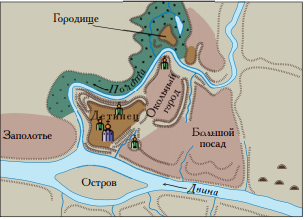 Городище
Полота
Детинец
Окольный
город
Заполотье
Большой
посад
Остров
Двина